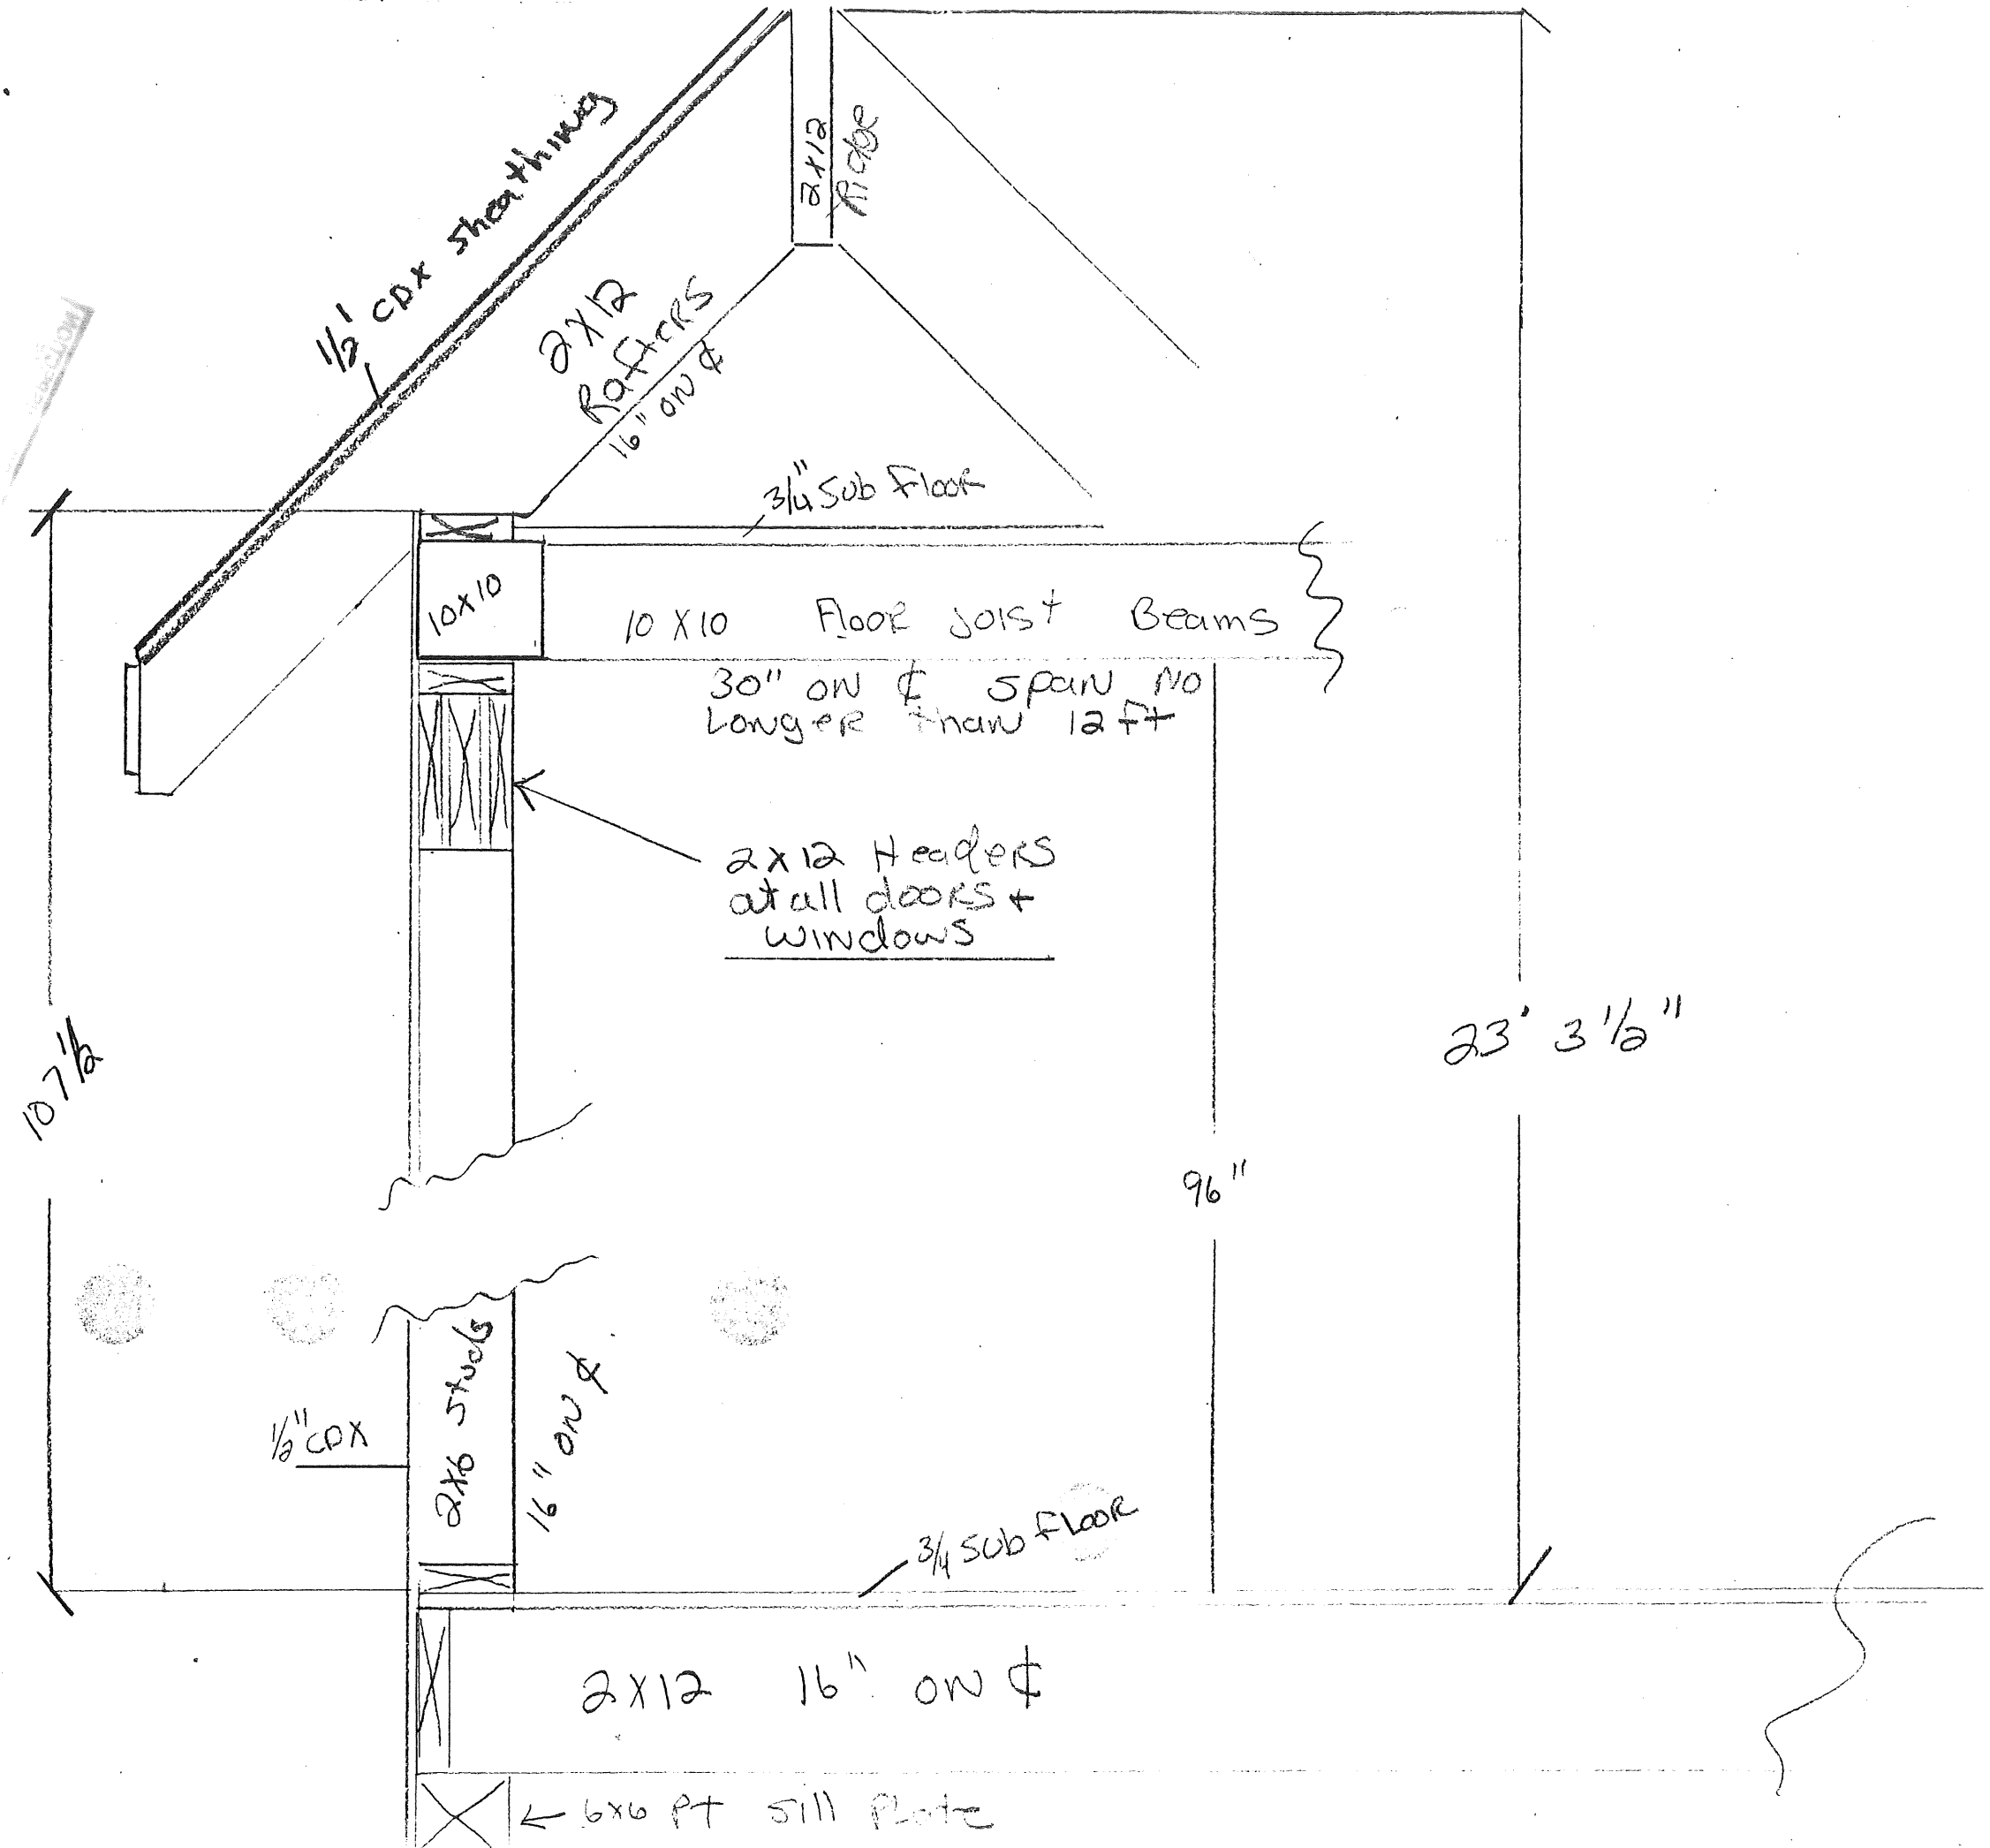 1/2' CDX sheathing
2x12
Ridge
2x12
Rafters
16" ON ¢
3/4" Sub Floor
10x10
10 x10 Floor Joist Beams
30" ON ¢ span No
Longer than 12ft
2x12 Headers
at all doors +
windows
107 1/2
23' 3 1/2"
96"
2x6 studs
16" ON ¢
1/2" CDX
3/4 Sub Floor
2x12 16" ON ¢
← 6x6 PT Sill Plate